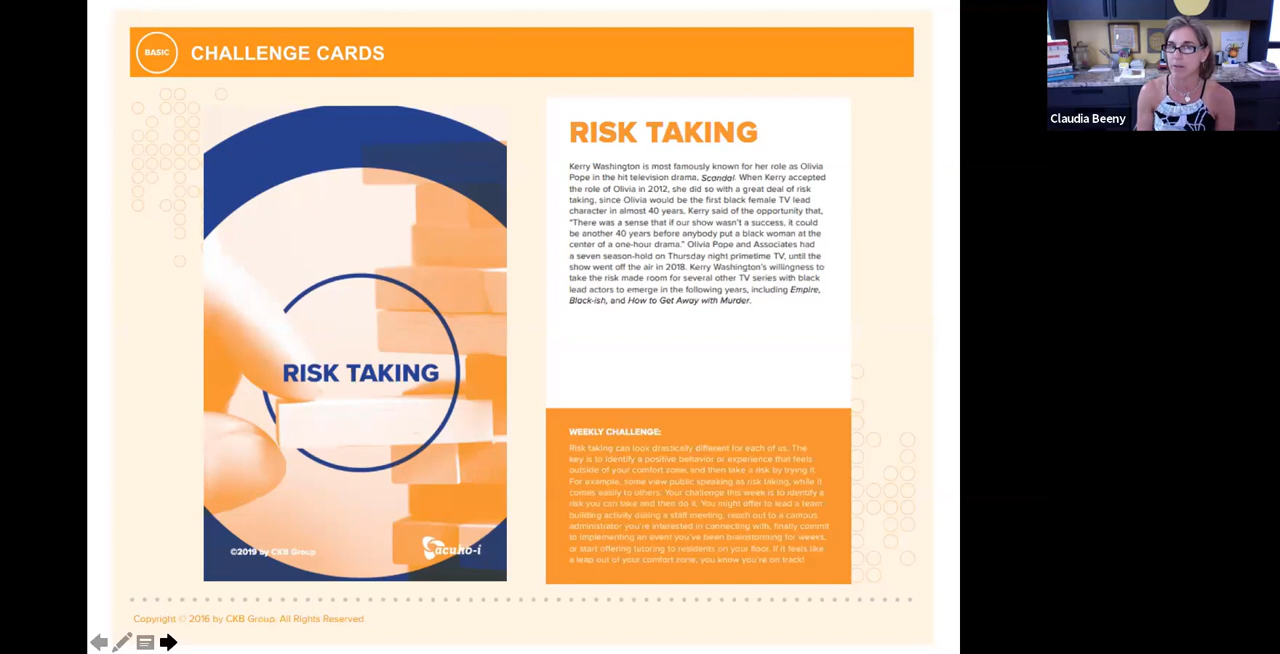 BASIC
CHALLENGE CARDS
Claudia Beeny
RISK TAKING
©2019 by CKB Group
acuho-i
RISK TAKING
Kerry Washington is most famously known for her role as Olivia
Pope in the hit television drama, Scandal. When Kerry accepted
the role of Olivia in 2012, she did so with a great deal of risk
taking, since Olivia would be the first black female TV lead
character in almost 40 years. Kerry said of the opportunity that,
"There was a sense that if our show wasn't a success, it could
be another 40 years before anybody put a black woman at the
center of a one-hour drama." Olivia Pope and Associates had
a seven season-hold on Thursday night primetime TV, until the
show went off the air in 2018. Kerry Washington's willingness to
take the risk made room for several other TV series with black
lead actors to emerge in the following years, including Empire,
Black-ish, and How to Get Away with Murder.
WEEKLY CHALLENGE:
Risk taking can look drastically different for each of us. The
key is to identify a positive behavior or experience that feels
outside of your comfort zone, and then take a risk by trying it.
For example, some view public speaking as risk taking, while it
comes easily to others. Your challenge this week is to identify a
risk you can take and then do it. You might offer to lead a team
building activity during a staff meeting, reach out to a campus
administrator you're interested in connecting with, finally commit
to implementing an event you've been brainstorming for weeks,
or start offering tutoring to residents on your floor. If it feels like
a leap out of your comfort zone, you know you're on track!
Copyright © 2016 by CKB Group. All Rights Reserved